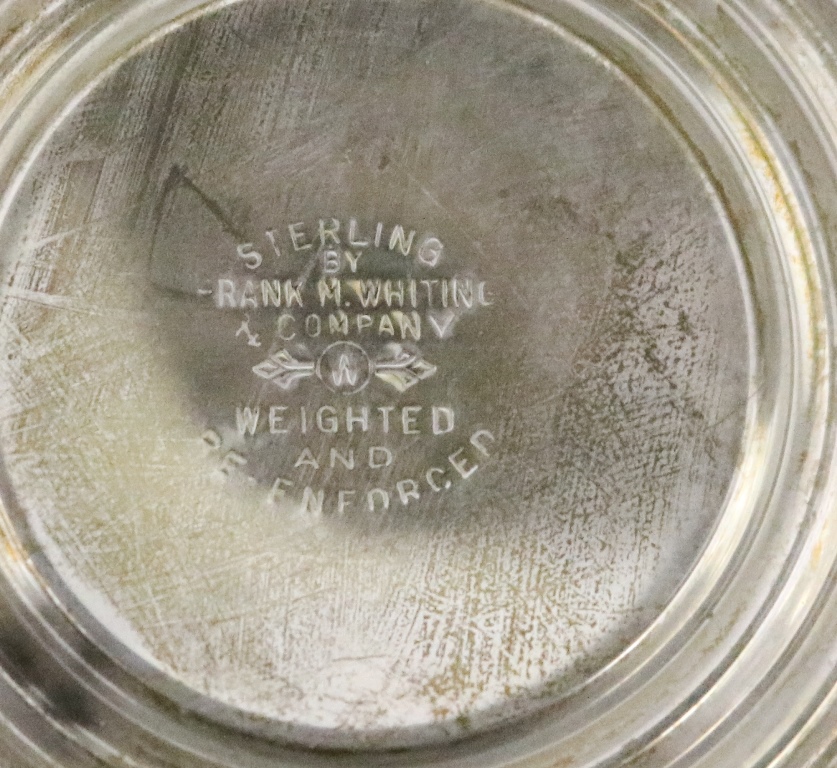 STERLING
BY
FRANK M. WHITING
& COMPANY
W
WEIGHTED
AND
RE-ENFORCED